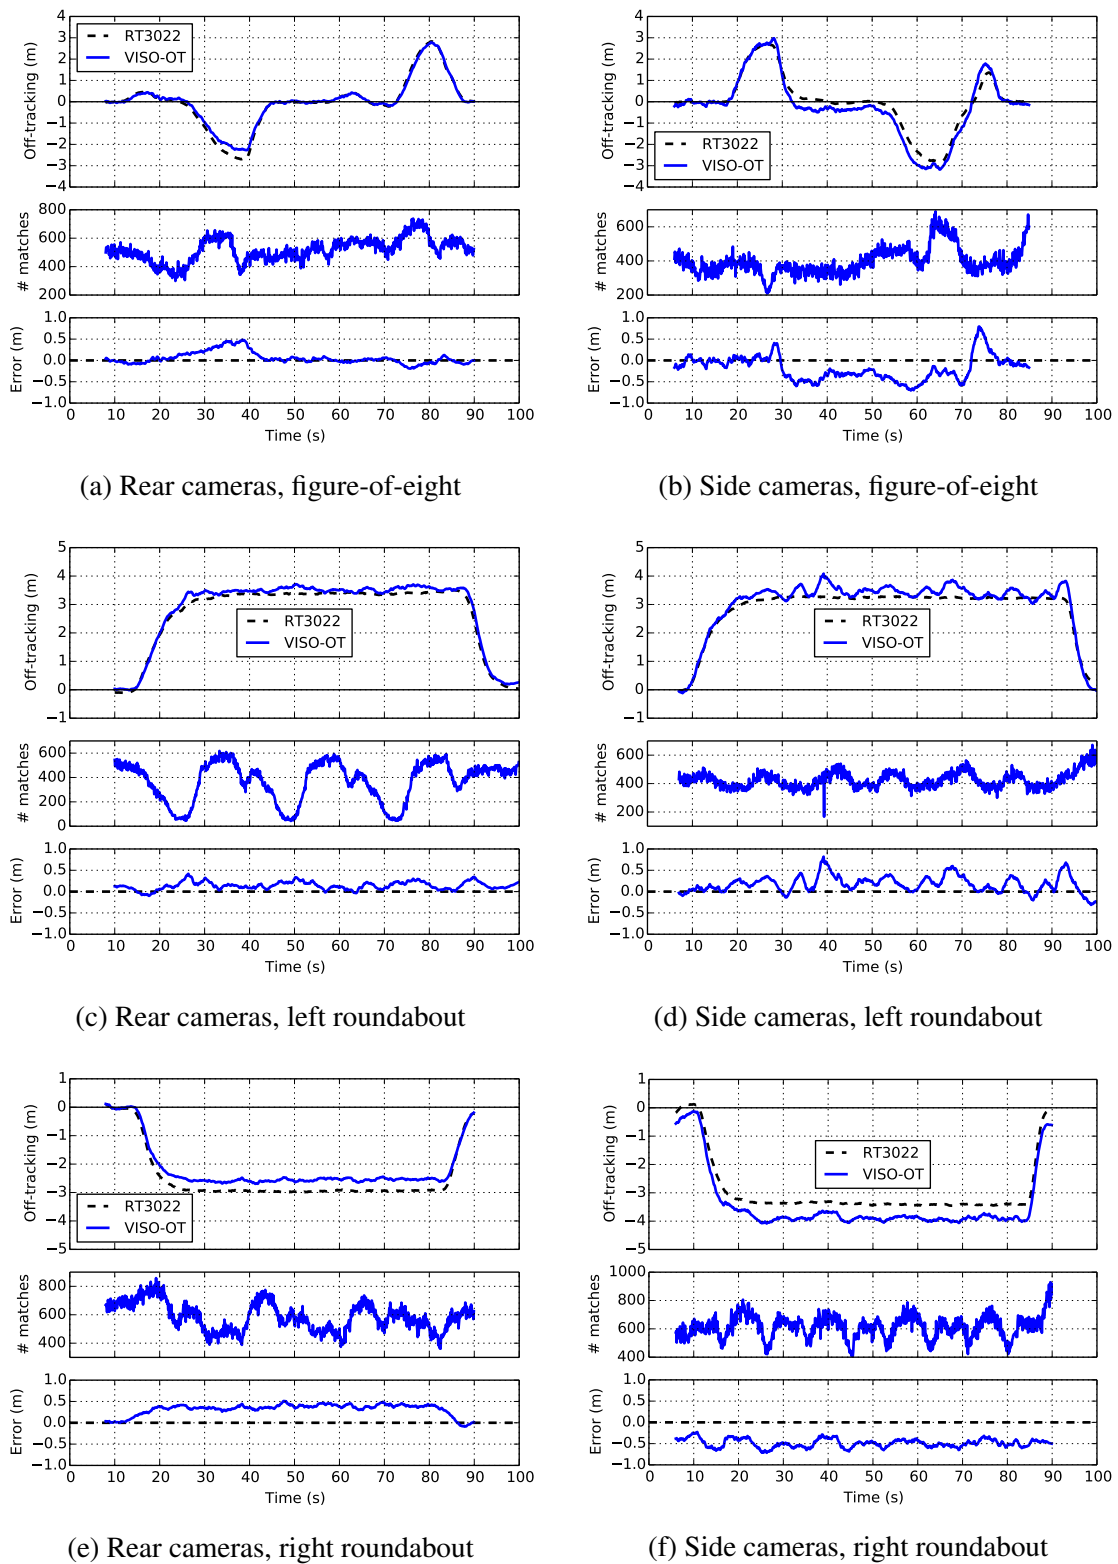 4
3
2
1
0
−1
−2
−3
−4
Off-tracking (m)
RT3022
VISO-OT
800
600
400
200
# matches
1.0
0.5
0.0
−0.5
−1.0
Error (m)
0 10 20 30 40 50 60 70 80 90 100
Time (s)
(a) Rear cameras, figure-of-eight
4
3
2
1
0
−1
−2
−3
−4
Off-tracking (m)
RT3022
VISO-OT
600
400
200
# matches
1.0
0.5
0.0
−0.5
−1.0
Error (m)
0 10 20 30 40 50 60 70 80 90 100
Time (s)
(b) Side cameras, figure-of-eight
5
4
3
2
1
0
−1
Off-tracking (m)
RT3022
VISO-OT
600
400
200
0
# matches
1.0
0.5
0.0
−0.5
−1.0
Error (m)
0 10 20 30 40 50 60 70 80 90 100
Time (s)
(c) Rear cameras, left roundabout
5
4
3
2
1
0
−1
Off-tracking (m)
RT3022
VISO-OT
600
400
200
# matches
1.0
0.5
0.0
−0.5
−1.0
Error (m)
0 10 20 30 40 50 60 70 80 90 100
Time (s)
(d) Side cameras, left roundabout
1
0
−1
−2
−3
−4
−5
Off-tracking (m)
RT3022
VISO-OT
800
600
400
# matches
1.0
0.5
0.0
−0.5
−1.0
Error (m)
0 10 20 30 40 50 60 70 80 90 100
Time (s)
(e) Rear cameras, right roundabout
1
0
−1
−2
−3
−4
−5
Off-tracking (m)
RT3022
VISO-OT
1000
800
600
400
# matches
1.0
0.5
0.0
−0.5
−1.0
Error (m)
0 10 20 30 40 50 60 70 80 90 100
Time (s)
(f) Side cameras, right roundabout